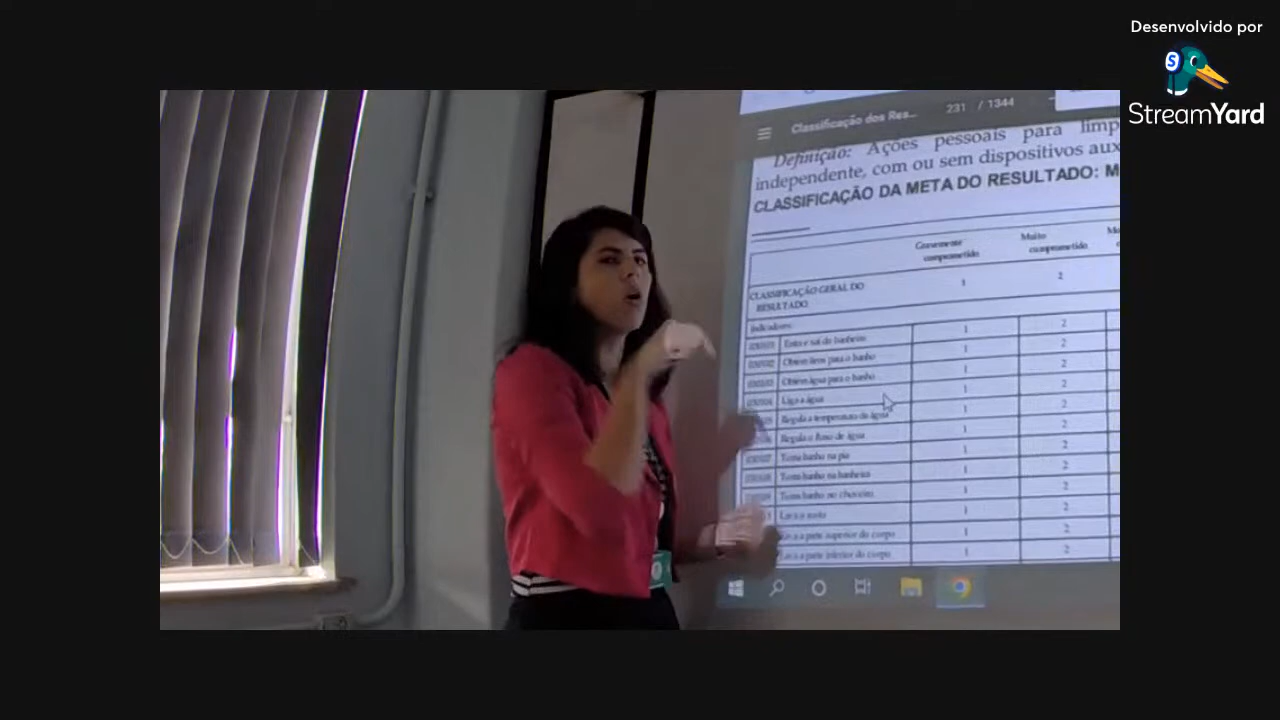 Desenvolvido por
StreamYard
Classificação dos Res...
231 / 1344
Definição: Ações pessoais para limp
independente, com ou sem dispositivos aux
CLASSIFICAÇÃO DA META DO RESULTADO: M
Gravemente comprometido
Muito comprometido
CLASSIFICAÇÃO GERAL DO RESULTADO
1 2
Indicadores:
Entra e sai do banheiro 1 2
Obtém itens para o banho 1 2
Obtém água para o banho 1 2
Liga a água 1 2
Regula a temperatura da água 1 2
Regula o fluxo de água 1 2
Toma banho na pia 1 2
Toma banho na banheira 1 2
Toma banho no chuveiro 1 2
Lava o rosto 1 2
Lava a parte superior do corpo 1 2
Lava a parte inferior do corpo 1 2